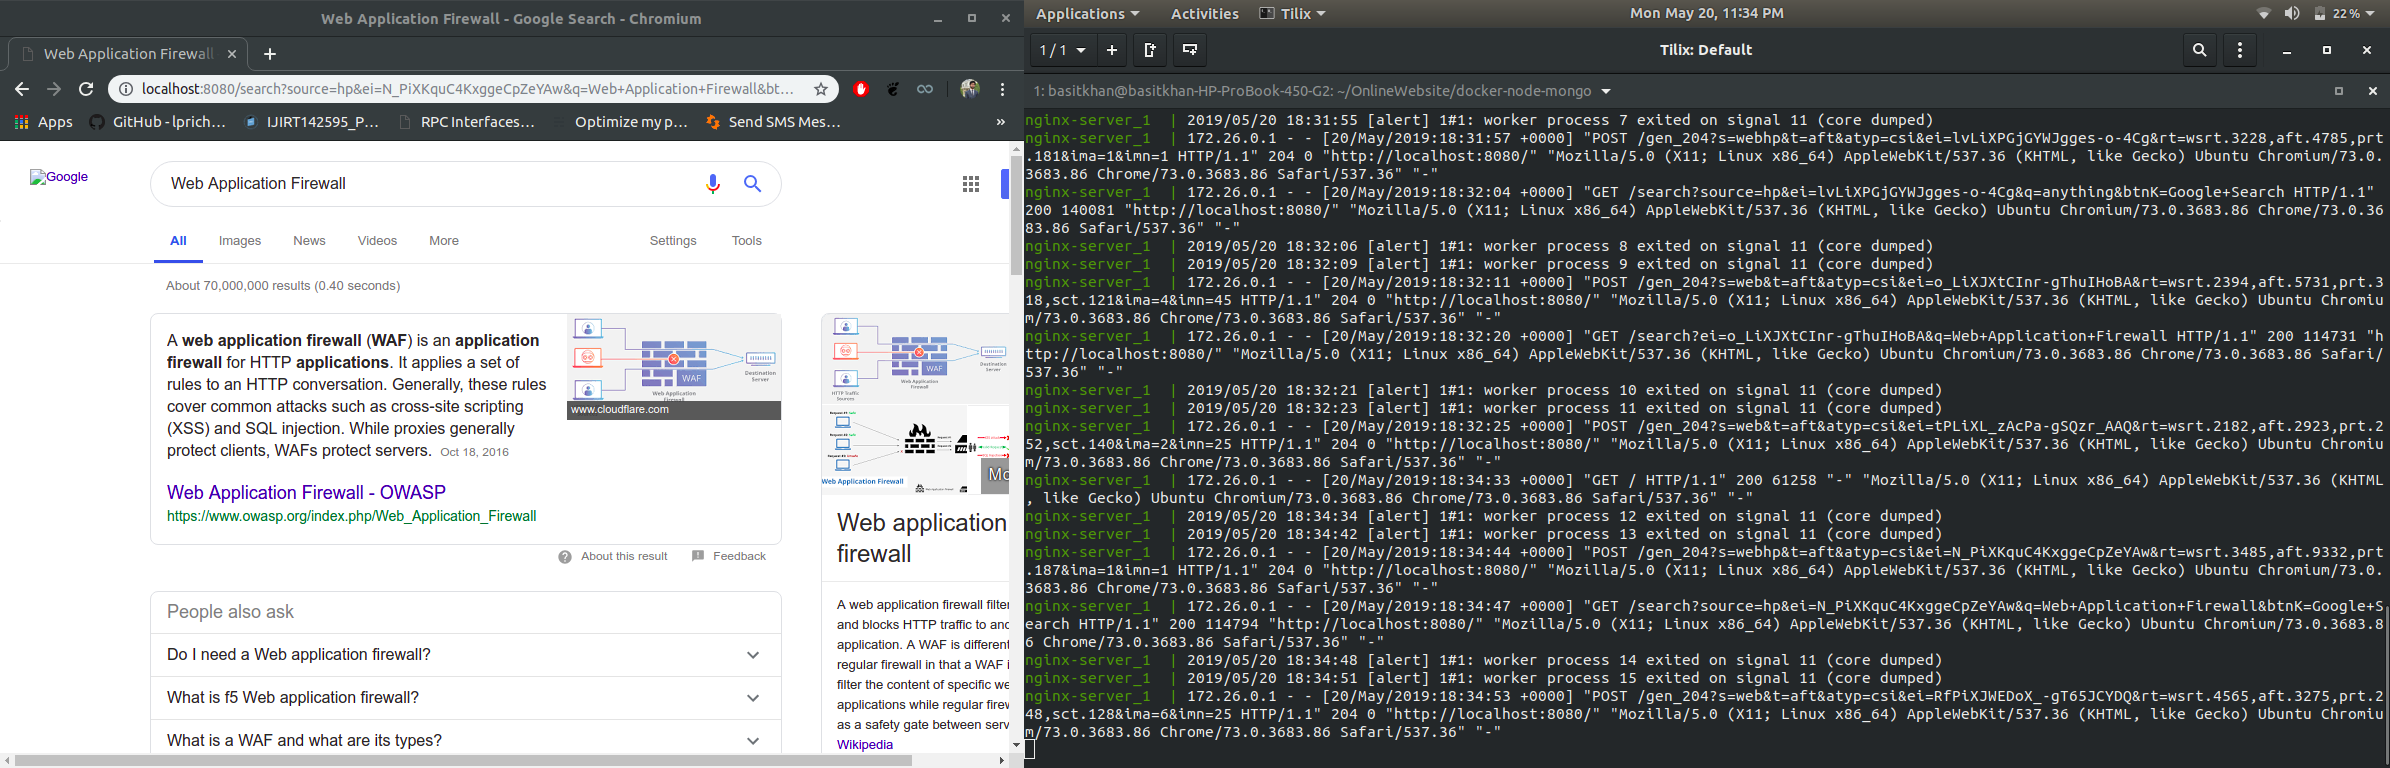 Web Application Firewall - Google Search - Chromium
Web Application Firewall
localhost:8080/search?source=hp&ei=N_PiXKquC4KxggeCpZeYAw&q=Web+Application+Firewall&bt...
Apps GitHub - lprich... IJIRT142595_P... RPC Interfaces... Optimize my p... Send SMS Mes... »
Google
Web Application Firewall
All Images News Videos More Settings Tools
About 70,000,000 results (0.40 seconds)
A web application firewall (WAF) is an application
firewall for HTTP applications. It applies a set of
rules to an HTTP conversation. Generally, these rules
cover common attacks such as cross-site scripting
(XSS) and SQL injection. While proxies generally
protect clients, WAFs protect servers. Oct 18, 2016
WAF
Destination
Server
Web Application
Firewall
www.cloudflare.com
Web Application Firewall - OWASP
https://www.owasp.org/index.php/Web_Application_Firewall
About this result Feedback
People also ask
Do I need a Web application firewall?
What is f5 Web application firewall?
What is a WAF and what are its types?
WAF
Destination
Server
Web Application
Firewall
HTTP Traffic
Sources
Web Application Firewall
Mo
Web application
firewall
A web application firewall filter
and blocks HTTP traffic to and
application. A WAF is different
regular firewall in that a WAF i
filter the content of specific we
applications while regular firew
as a safety gate between serv
Wikipedia
Applications Activities Tilix Mon May 20, 11:34 PM 22 %
1 / 1 Tilix: Default
1: basitkhan@basitkhan-HP-ProBook-450-G2: ~/OnlineWebsite/docker-node-mongo
nginx-server_1 | 2019/05/20 18:31:55 [alert] 1#1: worker process 7 exited on signal 11 (core dumped)
nginx-server_1 | 172.26.0.1 - - [20/May/2019:18:31:57 +0000] "POST /gen_204?s=webhp&t=aft&atyp=csi&ei=lvLiXPGjGYWJgges-o-4Cg&rt=wsrt.3228,aft.4785,prt
.181&ima=1&imn=1 HTTP/1.1" 204 0 "http://localhost:8080/" "Mozilla/5.0 (X11; Linux x86_64) AppleWebKit/537.36 (KHTML, like Gecko) Ubuntu Chromium/73.0.
3683.86 Chrome/73.0.3683.86 Safari/537.36" "-"
nginx-server_1 | 172.26.0.1 - - [20/May/2019:18:32:04 +0000] "GET /search?source=hp&ei=lvLiXPGjGYWJgges-o-4Cg&q=anything&btnK=Google+Search HTTP/1.1"
200 140081 "http://localhost:8080/" "Mozilla/5.0 (X11; Linux x86_64) AppleWebKit/537.36 (KHTML, like Gecko) Ubuntu Chromium/73.0.3683.86 Chrome/73.0.36
83.86 Safari/537.36" "-"
nginx-server_1 | 2019/05/20 18:32:06 [alert] 1#1: worker process 8 exited on signal 11 (core dumped)
nginx-server_1 | 2019/05/20 18:32:09 [alert] 1#1: worker process 9 exited on signal 11 (core dumped)
nginx-server_1 | 172.26.0.1 - - [20/May/2019:18:32:11 +0000] "POST /gen_204?s=web&t=aft&atyp=csi&ei=o_LiXJXtCInr-gThuIHoBA&rt=wsrt.2394,aft.5731,prt.3
18,sct.121&ima=4&imn=45 HTTP/1.1" 204 0 "http://localhost:8080/" "Mozilla/5.0 (X11; Linux x86_64) AppleWebKit/537.36 (KHTML, like Gecko) Ubuntu Chromiu
m/73.0.3683.86 Chrome/73.0.3683.86 Safari/537.36" "-"
nginx-server_1 | 172.26.0.1 - - [20/May/2019:18:32:20 +0000] "GET /search?ei=o_LiXJXtCInr-gThuIHoBA&q=Web+Application+Firewall HTTP/1.1" 200 114731 "h
ttp://localhost:8080/" "Mozilla/5.0 (X11; Linux x86_64) AppleWebKit/537.36 (KHTML, like Gecko) Ubuntu Chromium/73.0.3683.86 Chrome/73.0.3683.86 Safari/
537.36" "-"
nginx-server_1 | 2019/05/20 18:32:21 [alert] 1#1: worker process 10 exited on signal 11 (core dumped)
nginx-server_1 | 2019/05/20 18:32:23 [alert] 1#1: worker process 11 exited on signal 11 (core dumped)
nginx-server_1 | 172.26.0.1 - - [20/May/2019:18:32:25 +0000] "POST /gen_204?s=web&t=aft&atyp=csi&ei=tPLiXL_zAcPa-gSQzr_AAQ&rt=wsrt.2182,aft.2923,prt.2
52,sct.140&ima=2&imn=25 HTTP/1.1" 204 0 "http://localhost:8080/" "Mozilla/5.0 (X11; Linux x86_64) AppleWebKit/537.36 (KHTML, like Gecko) Ubuntu Chromiu
m/73.0.3683.86 Chrome/73.0.3683.86 Safari/537.36" "-"
nginx-server_1 | 172.26.0.1 - - [20/May/2019:18:34:33 +0000] "GET / HTTP/1.1" 200 61258 "-" "Mozilla/5.0 (X11; Linux x86_64) AppleWebKit/537.36 (KHTML
, like Gecko) Ubuntu Chromium/73.0.3683.86 Chrome/73.0.3683.86 Safari/537.36" "-"
nginx-server_1 | 2019/05/20 18:34:34 [alert] 1#1: worker process 12 exited on signal 11 (core dumped)
nginx-server_1 | 2019/05/20 18:34:42 [alert] 1#1: worker process 13 exited on signal 11 (core dumped)
nginx-server_1 | 172.26.0.1 - - [20/May/2019:18:34:44 +0000] "POST /gen_204?s=webhp&t=aft&atyp=csi&ei=N_PiXKquC4KxggeCpZeYAw&rt=wsrt.3485,aft.9332,prt
.187&ima=1&imn=1 HTTP/1.1" 204 0 "http://localhost:8080/" "Mozilla/5.0 (X11; Linux x86_64) AppleWebKit/537.36 (KHTML, like Gecko) Ubuntu Chromium/73.0.
3683.86 Chrome/73.0.3683.86 Safari/537.36" "-"
nginx-server_1 | 172.26.0.1 - - [20/May/2019:18:34:47 +0000] "GET /search?source=hp&ei=N_PiXKquC4KxggeCpZeYAw&q=Web+Application+Firewall&btnK=Google+S
earch HTTP/1.1" 200 114794 "http://localhost:8080/" "Mozilla/5.0 (X11; Linux x86_64) AppleWebKit/537.36 (KHTML, like Gecko) Ubuntu Chromium/73.0.3683.8
6 Chrome/73.0.3683.86 Safari/537.36" "-"
nginx-server_1 | 2019/05/20 18:34:48 [alert] 1#1: worker process 14 exited on signal 11 (core dumped)
nginx-server_1 | 2019/05/20 18:34:51 [alert] 1#1: worker process 15 exited on signal 11 (core dumped)
nginx-server_1 | 172.26.0.1 - - [20/May/2019:18:34:53 +0000] "POST /gen_204?s=web&t=aft&atyp=csi&ei=RfPiXJWEDoX_-gT65JCYDQ&rt=wsrt.4565,aft.3275,prt.2
48,sct.128&ima=6&imn=25 HTTP/1.1" 204 0 "http://localhost:8080/" "Mozilla/5.0 (X11; Linux x86_64) AppleWebKit/537.36 (KHTML, like Gecko) Ubuntu Chromiu
m/73.0.3683.86 Chrome/73.0.3683.86 Safari/537.36" "-"